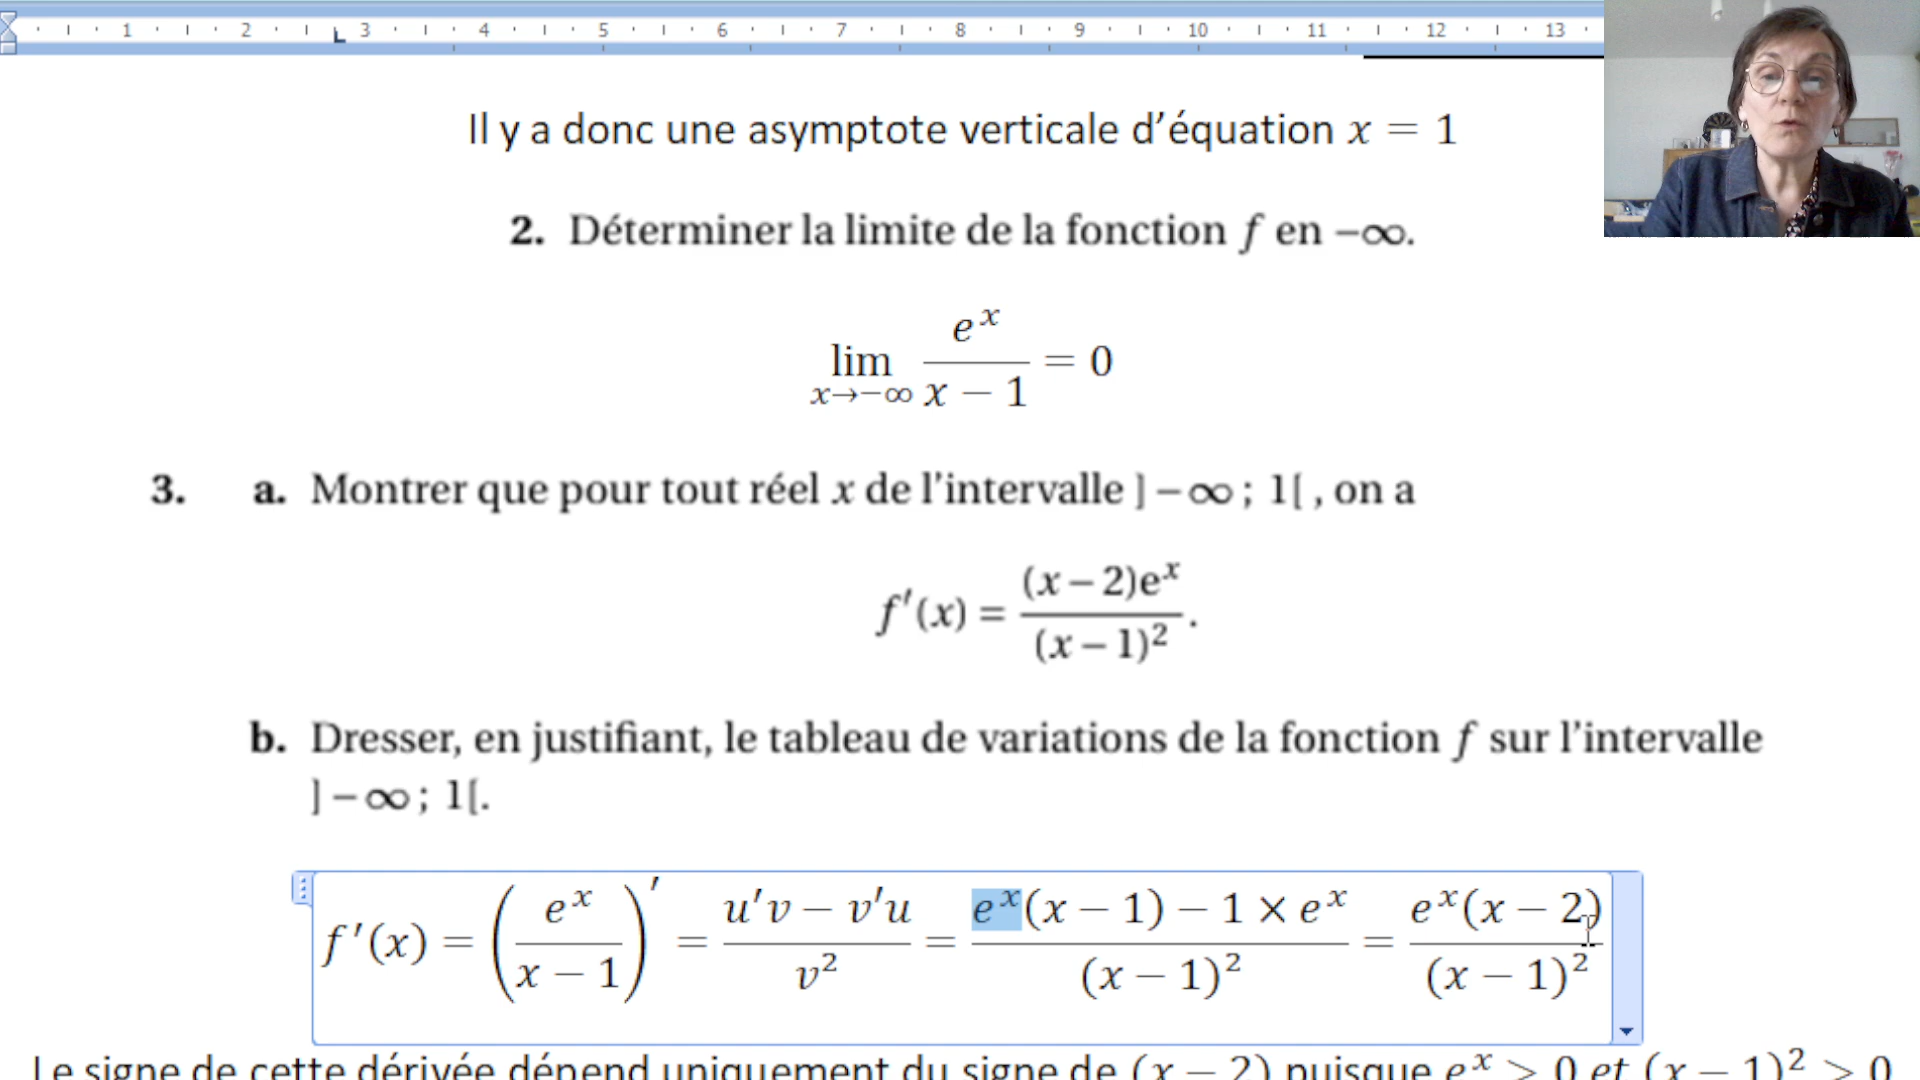 1 2 3 4 5 6 7 8 9 10 11 12 13
Il y a donc une asymptote verticale d'équation x = 1
2. Déterminer la limite de la fonction f en −∞.
lim x→−∞ e^x / (x − 1) = 0
3. a. Montrer que pour tout réel x de l'intervalle ]−∞ ; 1[ , on a
f'(x) = (x − 2)e^x / (x − 1)².
b. Dresser, en justifiant, le tableau de variations de la fonction f sur l'intervalle
]−∞ ; 1[.
f'(x) = (e^x / (x − 1))' = (u'v − v'u) / v² = (e^x(x − 1) − 1 × e^x) / (x − 1)² = e^x(x − 2) / (x − 1)²
Le signe de cette dérivée dépend uniquement du signe de (x − 2) puisque e^x > 0 et (x − 1)² > 0